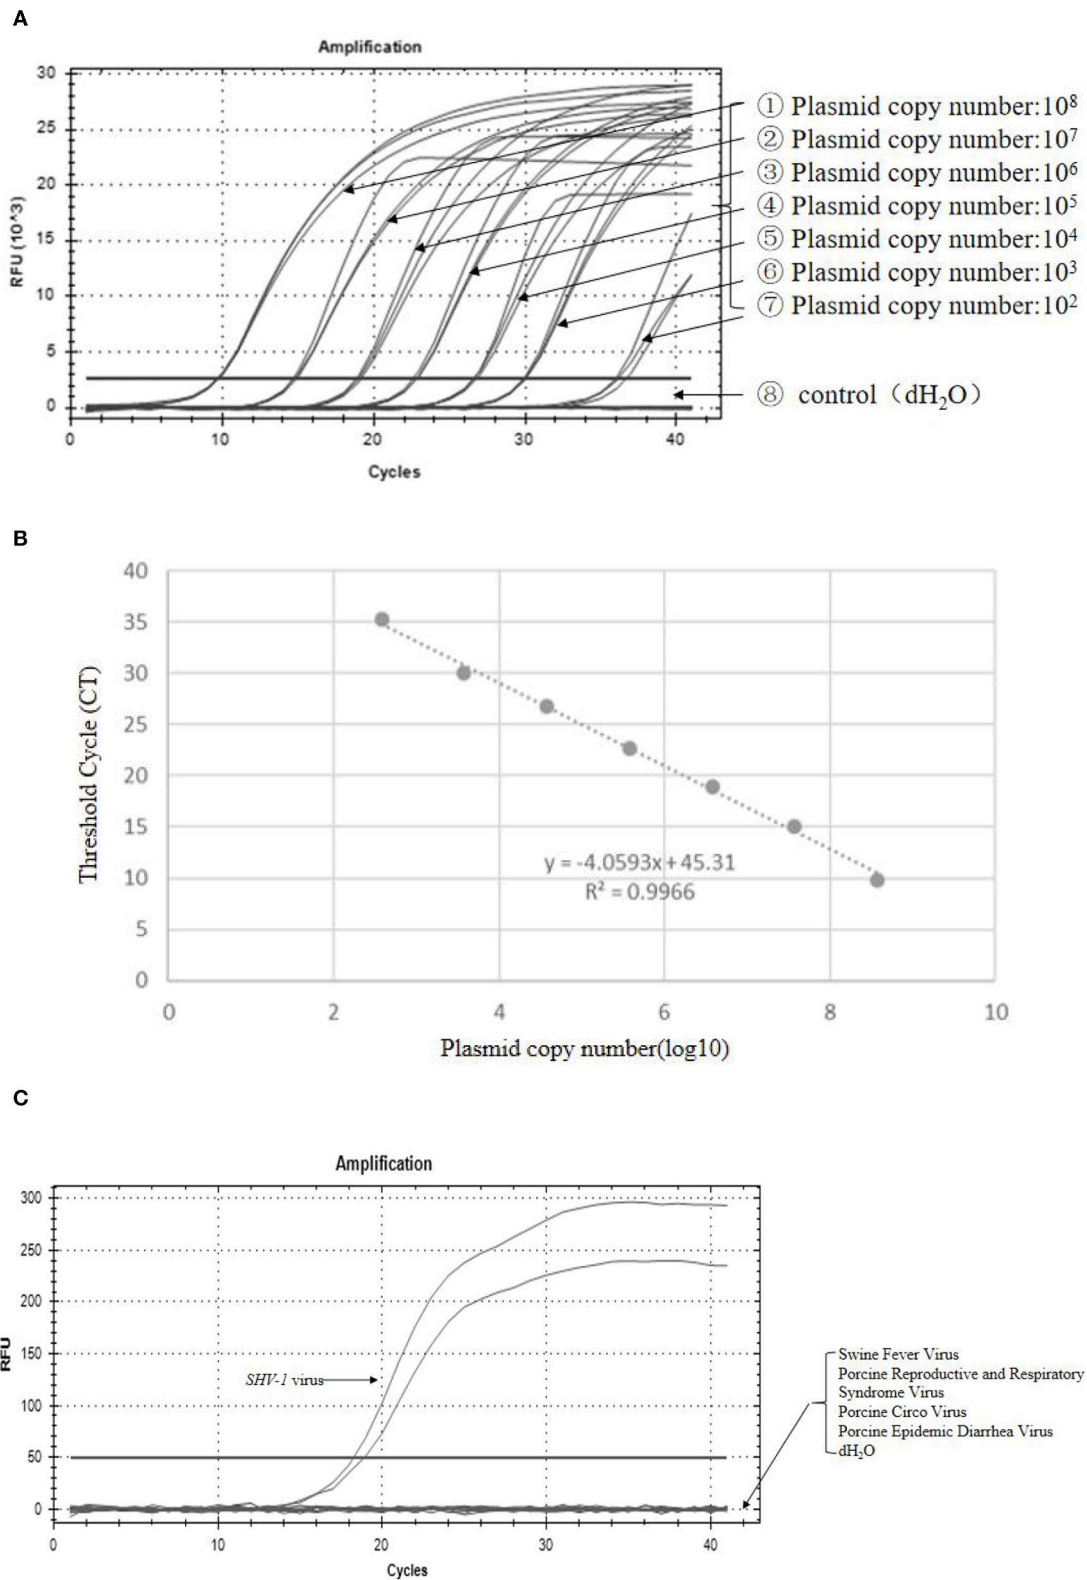 A
Amplification
30
25
20
15
10
5
0
RFU (10^3)
0 10 20 30 40
Cycles
① Plasmid copy number:10⁸
② Plasmid copy number:10⁷
③ Plasmid copy number:10⁶
④ Plasmid copy number:10⁵
⑤ Plasmid copy number:10⁴
⑥ Plasmid copy number:10³
⑦ Plasmid copy number:10²
⑧ control（dH₂O）
B
40
35
30
25
20
15
10
5
0
Threshold Cycle (CT)
y = -4.0593x + 45.31
R² = 0.9966
0 2 4 6 8 10
Plasmid copy number(log10)
C
Amplification
300
250
200
150
100
50
0
RFU
SHV-1 virus
0 10 20 30 40
Cycles
Swine Fever Virus
Porcine Reproductive and Respiratory
Syndrome Virus
Porcine Circo Virus
Porcine Epidemic Diarrhea Virus
dH₂O